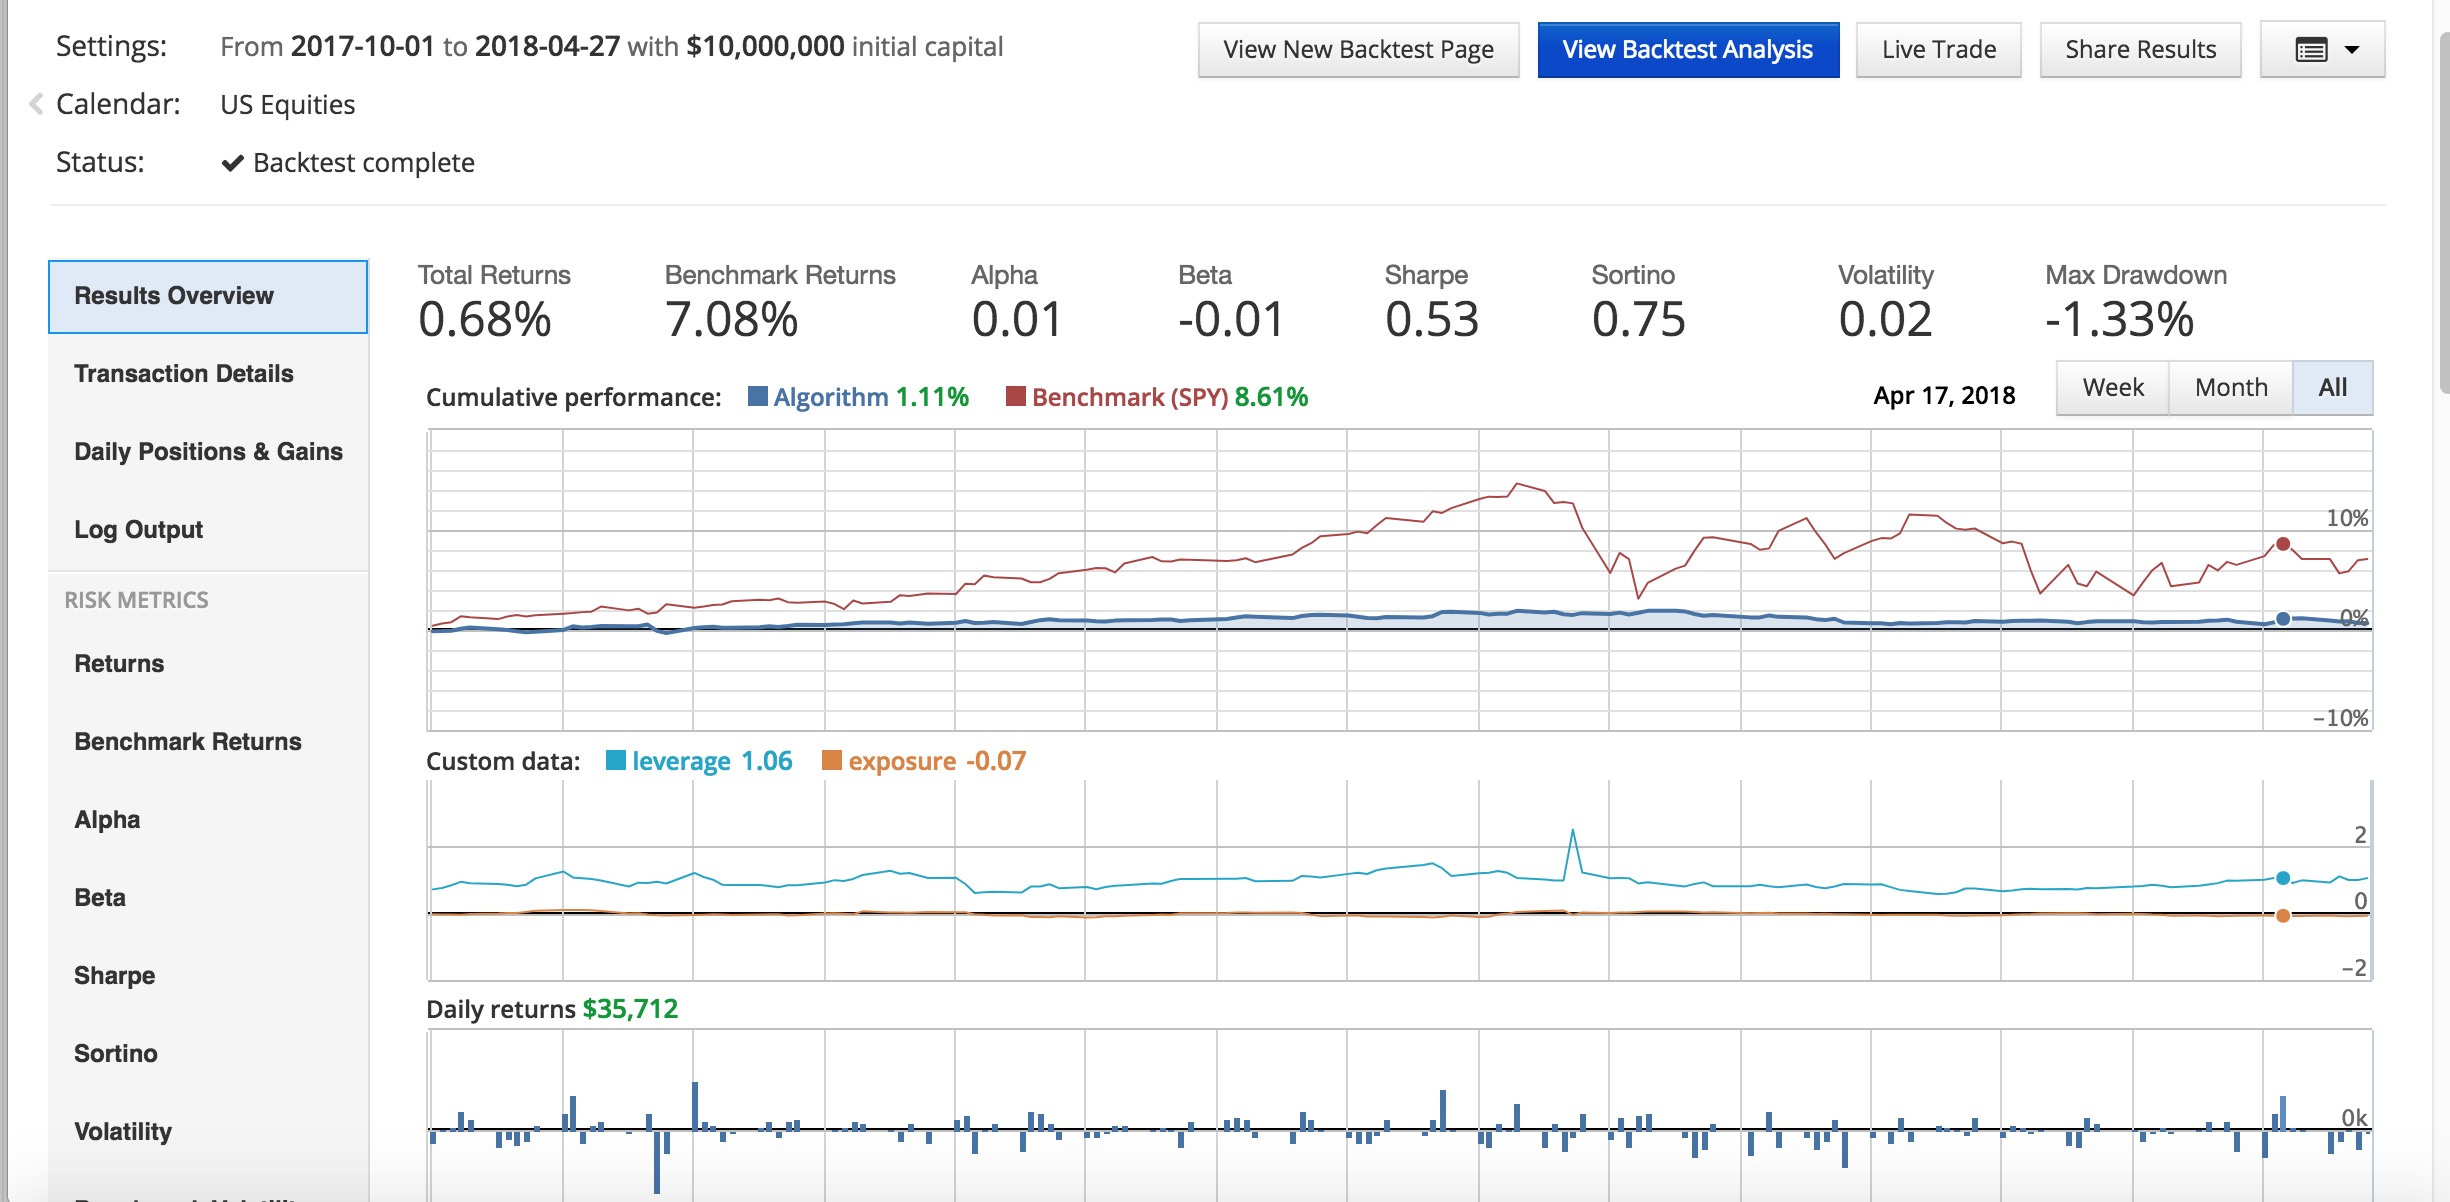 Settings: From 2017-10-01 to 2018-04-27 with $10,000,000 initial capital
View New Backtest Page View Backtest Analysis Live Trade Share Results
Calendar: US Equities
Status: Backtest complete
Results Overview
Transaction Details
Daily Positions & Gains
Log Output
RISK METRICS
Returns
Benchmark Returns
Alpha
Beta
Sharpe
Sortino
Volatility
Total Returns Benchmark Returns Alpha Beta Sharpe Sortino Volatility Max Drawdown
0.68% 7.08% 0.01 -0.01 0.53 0.75 0.02 -1.33%
Cumulative performance: Algorithm 1.11% Benchmark (SPY) 8.61% Apr 17, 2018 Week Month All
10%
0%
-10%
Custom data: leverage 1.06 exposure -0.07
2
0
-2
Daily returns $35,712
0k